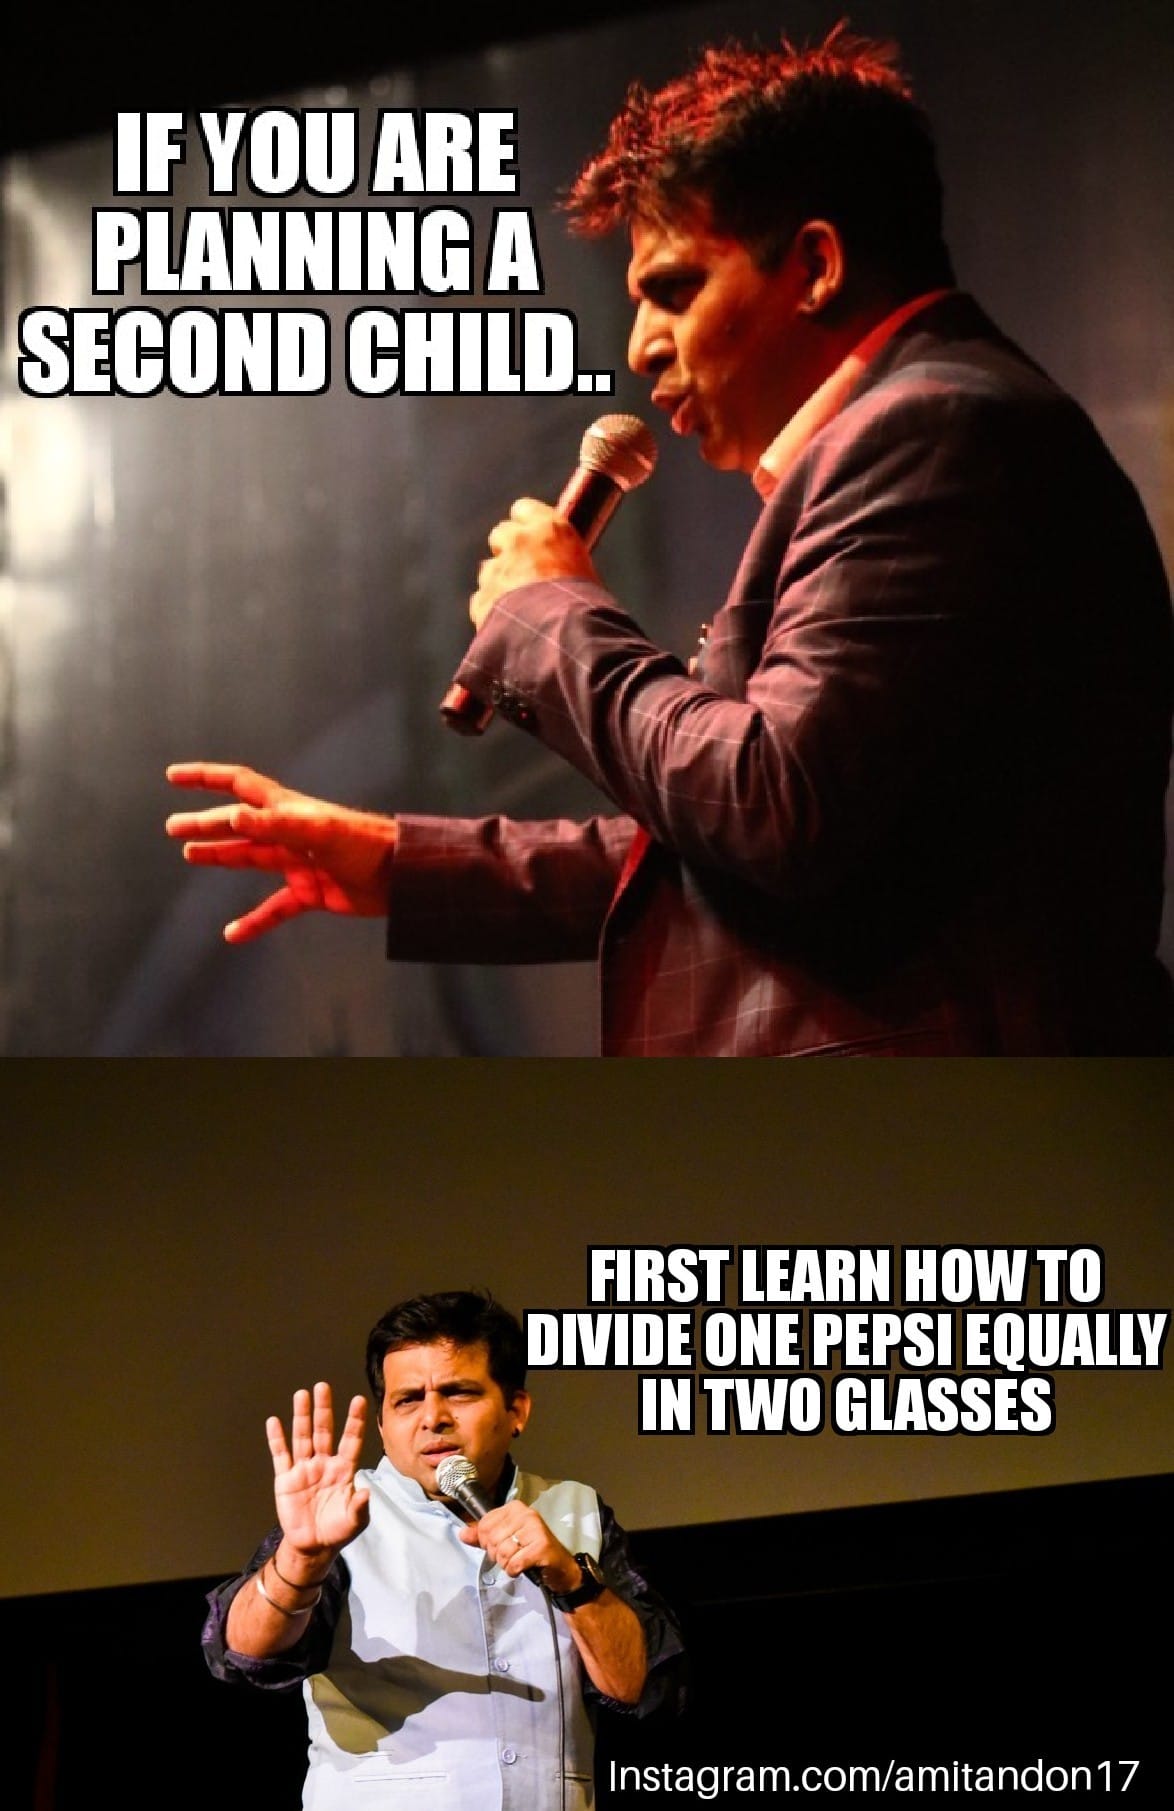 IF YOU ARE
PLANNING A
SECOND CHILD..
FIRST LEARN HOW TO
DIVIDE ONE PEPSI EQUALLY
IN TWO GLASSES
Instagram.com/amitandon17